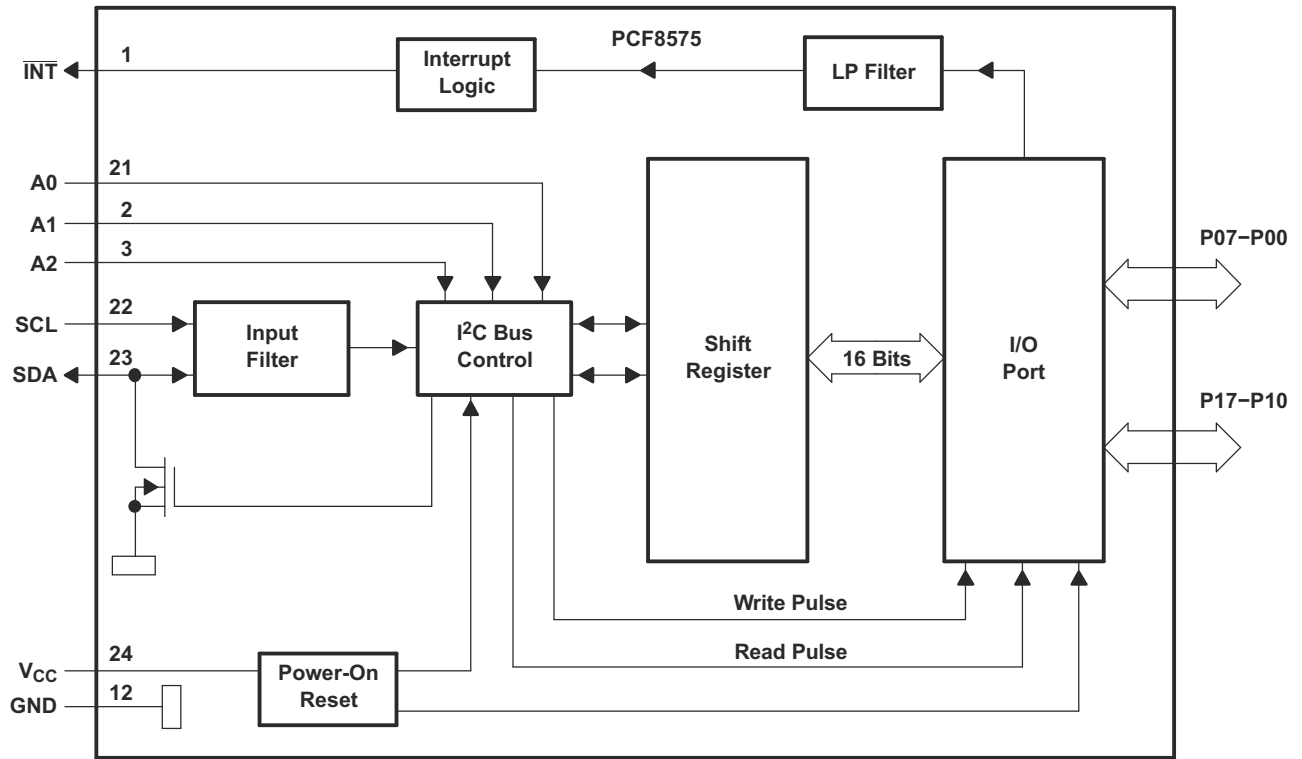 PCF8575
INT
1
Interrupt
Logic
LP Filter
A0
21
A1
2
A2
3
P07−P00
SCL
22
SDA
23
Input
Filter
I²C Bus
Control
Shift
Register
16 Bits
I/O
Port
P17−P10
Write Pulse
Read Pulse
VCC
24
GND
12
Power-On
Reset